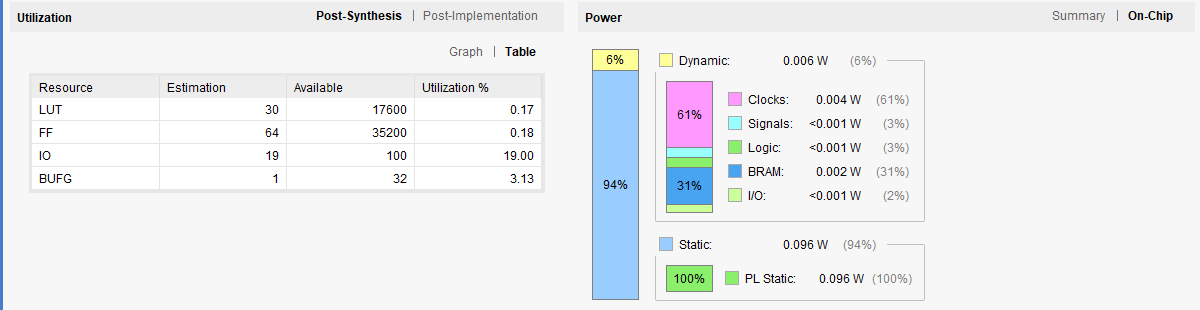 Utilization Post-Synthesis | Post-Implementation
Graph | Table
Resource Estimation Available Utilization %
LUT 30 17600 0.17
FF 64 35200 0.18
IO 19 100 19.00
BUFG 1 32 3.13
Power Summary | On-Chip
6%
94%
Dynamic: 0.006 W (6%)
61%
31%
Clocks: 0.004 W (61%)
Signals: <0.001 W (3%)
Logic: <0.001 W (3%)
BRAM: 0.002 W (31%)
I/O: <0.001 W (2%)
Static: 0.096 W (94%)
100% PL Static: 0.096 W (100%)